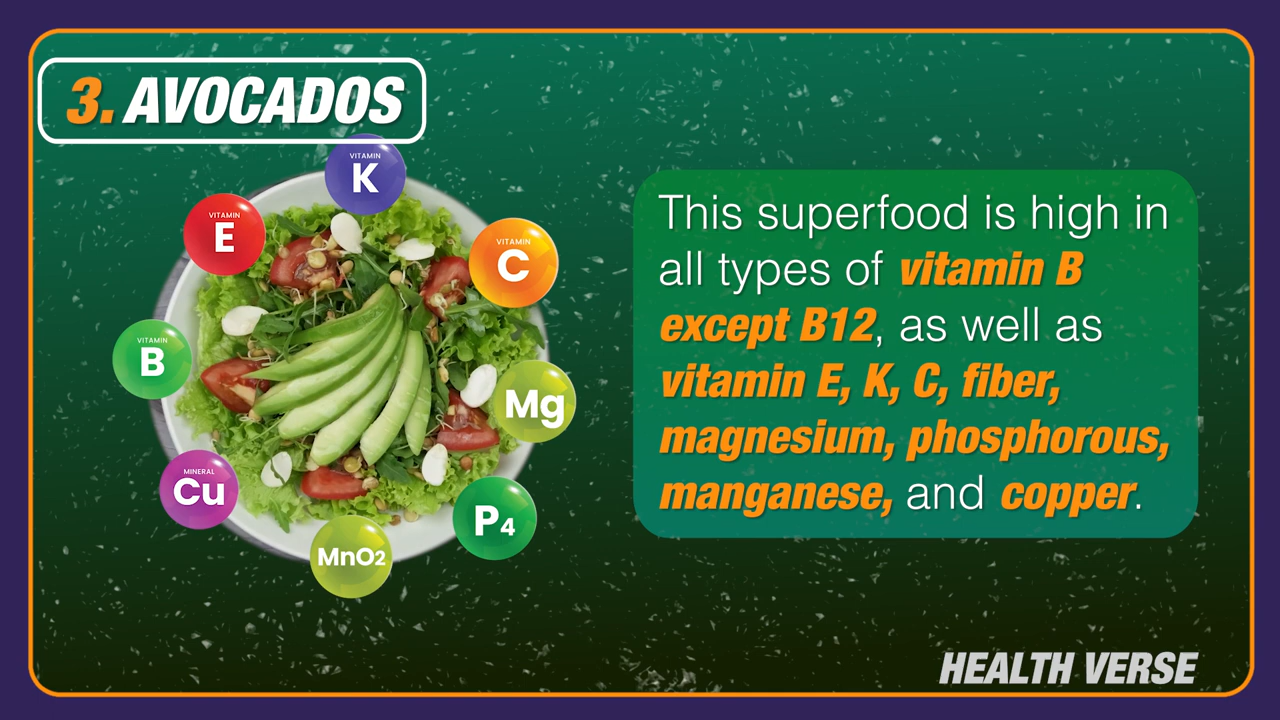 3. AVOCADOS
VITAMIN
K
VITAMIN
E
VITAMIN
C
VITAMIN
B
Mg
MINERAL
Cu
P4
MnO2
This superfood is high in
all types of vitamin B
except B12, as well as
vitamin E, K, C, fiber,
magnesium, phosphorous,
manganese, and copper.
HEALTH VERSE